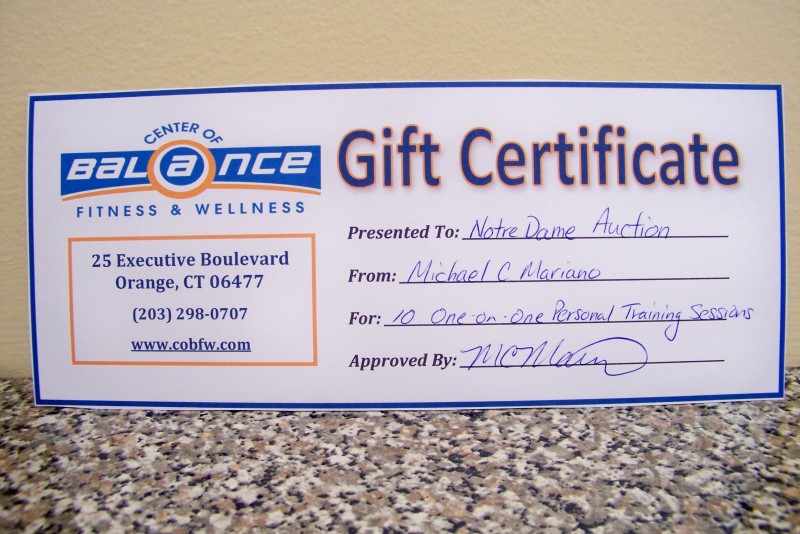 CENTER OF
BALANCE
FITNESS & WELLNESS
25 Executive Boulevard
Orange, CT 06477
(203) 298-0707
www.cobfw.com
Gift Certificate
Presented To: Notre Dame Auction
From: Michael C Mariano
For: 10 One-on-One Personal Training Sessions
Approved By: